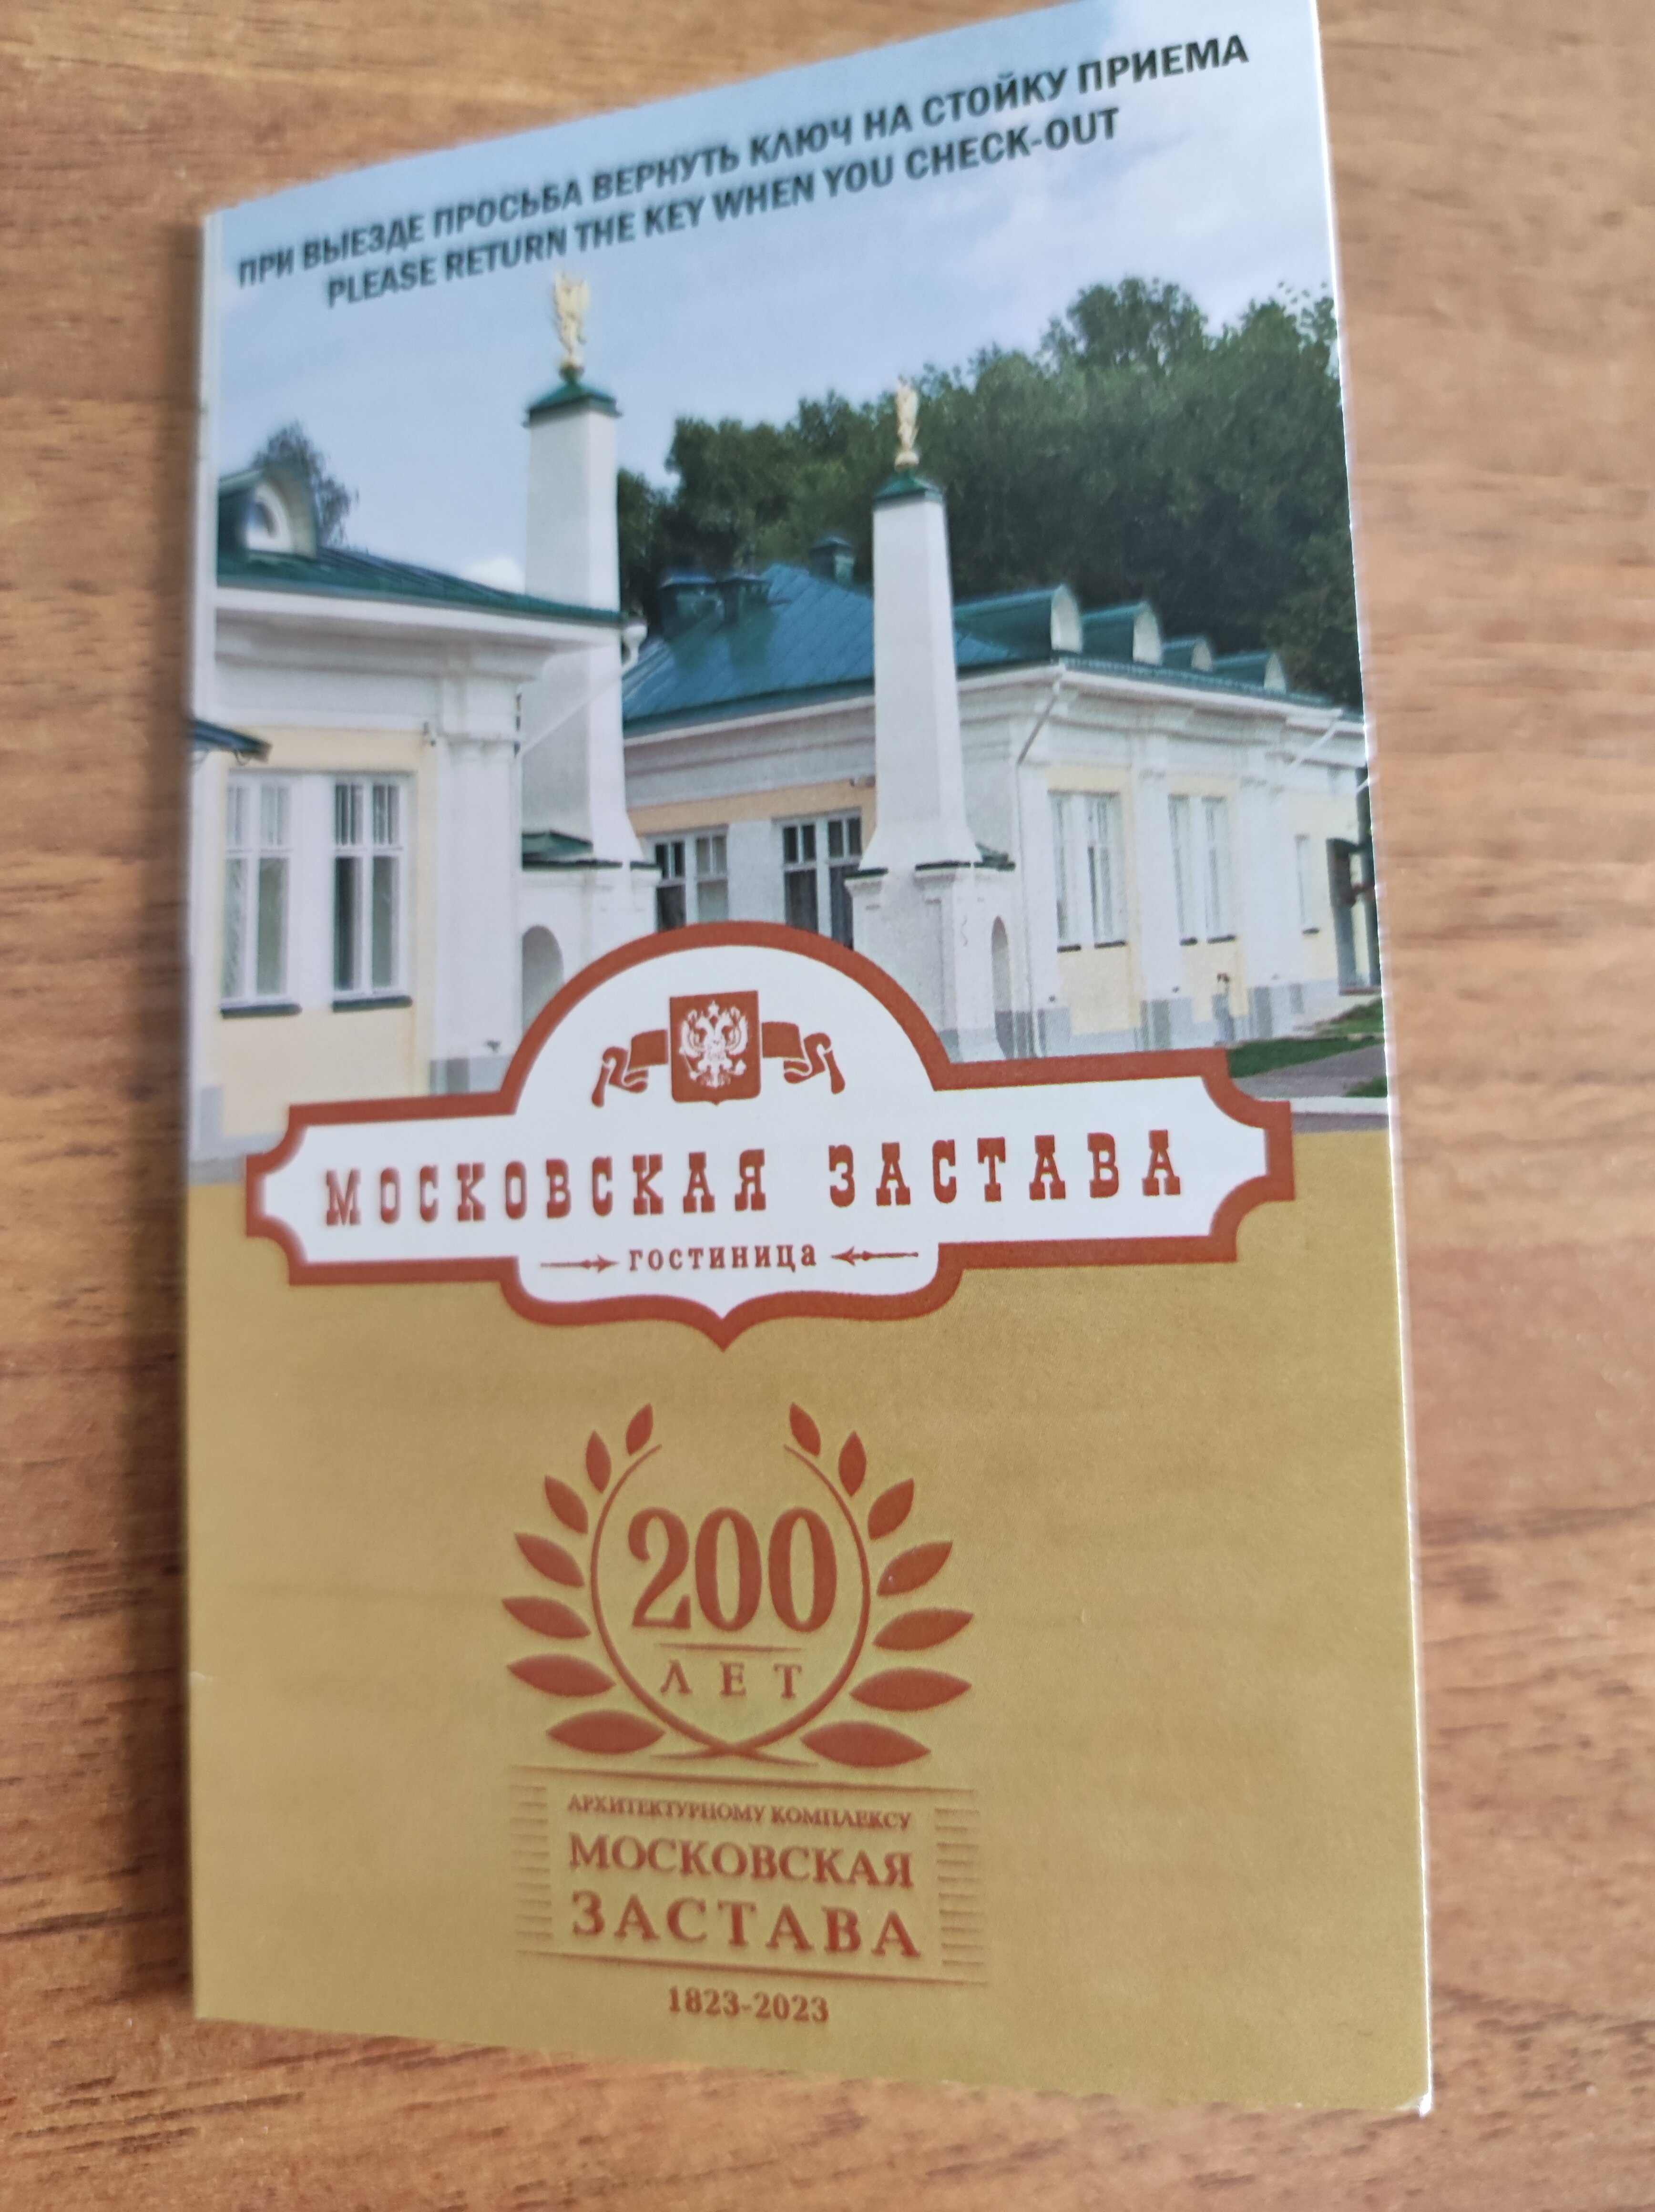 ПРИ ВЫЕЗДЕ ПРОСЬБА ВЕРНУТЬ КЛЮЧ НА СТОЙКУ ПРИЕМА
PLEASE RETURN THE KEY WHEN YOU CHECK-OUT
МОСКОВСКАЯ ЗАСТАВА
ГОСТИНИЦА
200
ЛЕТ
АРХИТЕКТУРНОМУ КОМПЛЕКСУ
МОСКОВСКАЯ
ЗАСТАВА
1823-2023